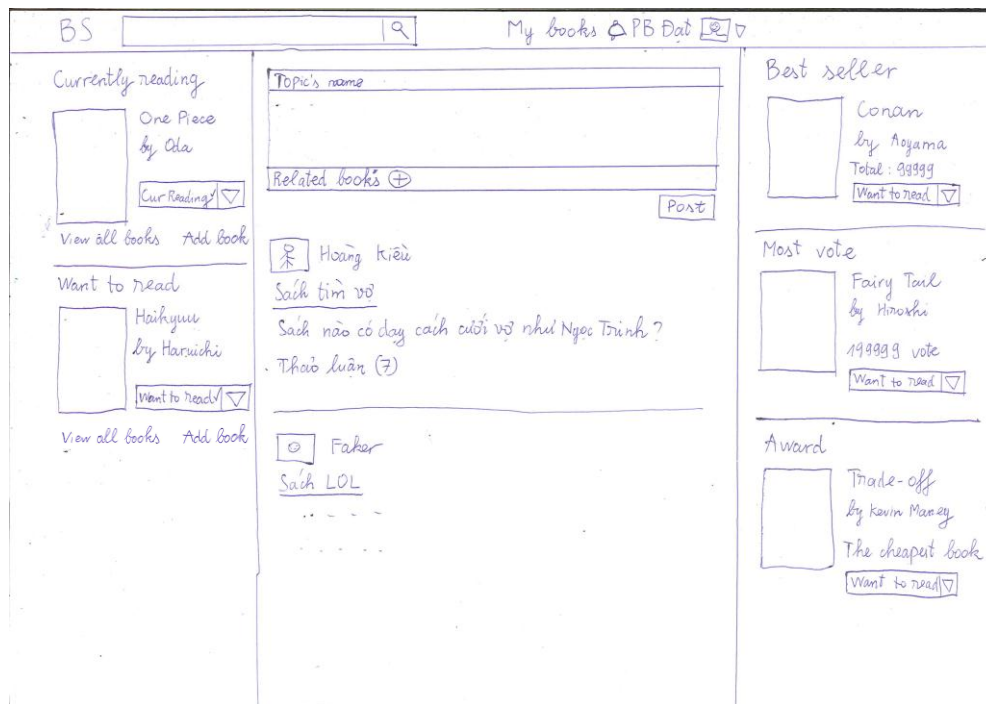 BS My books PB Đạt
Currently reading
One Piece
by Oda
Cur Reading
View all books Add book
Want to read
Haikyuu
by Haruichi
Want to read
View all books Add book
Topic's name
Related books
Post
Hoàng Kiều
Sách tìm vợ
Sách nào có dạy cách cưới vợ như Ngọc Trinh?
Thảo luận (7)
Faker
Sách LOL
Best seller
Conan
by Aoyama
Total: 99999
Want to read
Most vote
Fairy Tail
by Hiroshi
199999 vote
Want to read
Award
Trade-off
by Kevin Maney
The cheapest book
Want to read